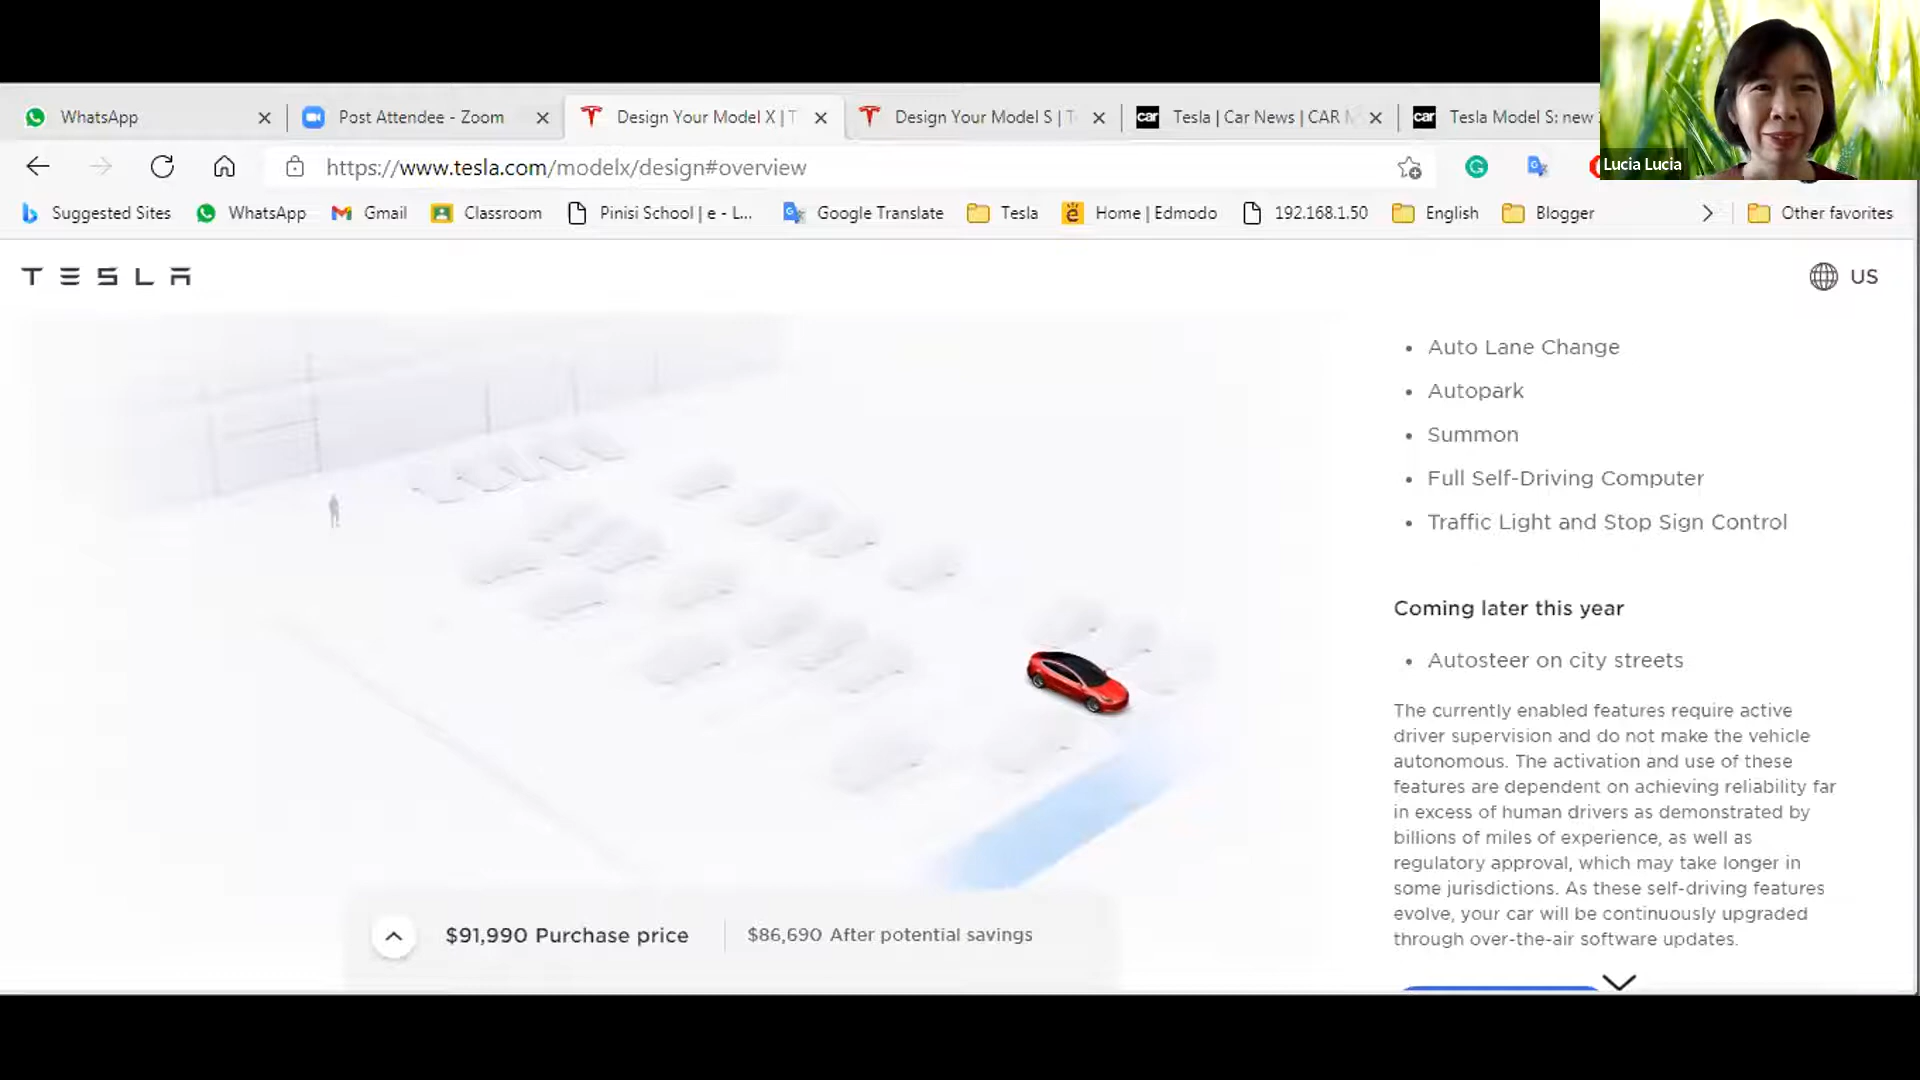 WhatsApp
Post Attendee - Zoom
Design Your Model X | T
Design Your Model S | T
car
Tesla | Car News | CAR M
car
Tesla Model S: new
Lucia Lucia
https://www.tesla.com/modelx/design#overview
Suggested Sites
WhatsApp
Gmail
Classroom
Pinisi School | e - L...
Google Translate
Tesla
Home | Edmodo
192.168.1.50
English
Blogger
Other favorites
TESLA
US
• Auto Lane Change
• Autopark
• Summon
• Full Self-Driving Computer
• Traffic Light and Stop Sign Control
Coming later this year
• Autosteer on city streets
The currently enabled features require active
driver supervision and do not make the vehicle
autonomous. The activation and use of these
features are dependent on achieving reliability far
in excess of human drivers as demonstrated by
billions of miles of experience, as well as
regulatory approval, which may take longer in
some jurisdictions. As these self-driving features
evolve, your car will be continuously upgraded
through over-the-air software updates.
$91,990 Purchase price
$86,690 After potential savings